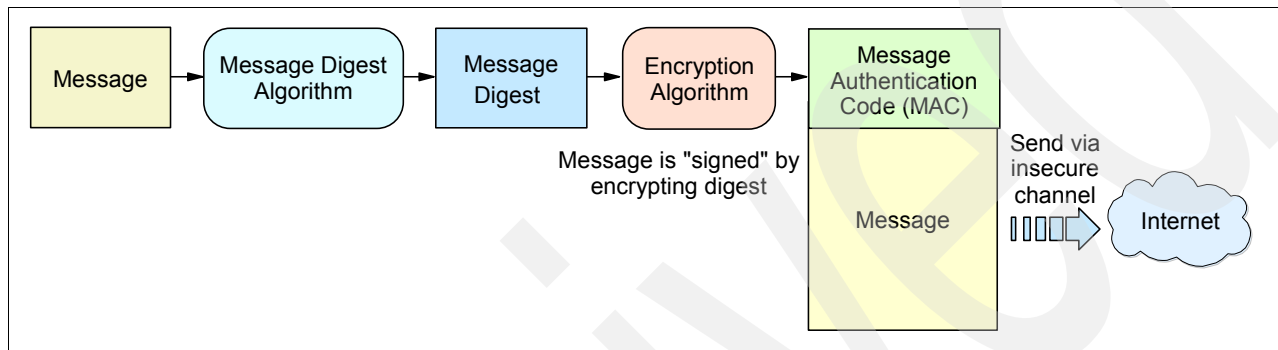 Message
Message Digest
Algorithm
Message
Digest
Encryption
Algorithm
Message
Authentication
Code (MAC)
Message is "signed" by
encrypting digest
Message
Send via
insecure
channel
Internet